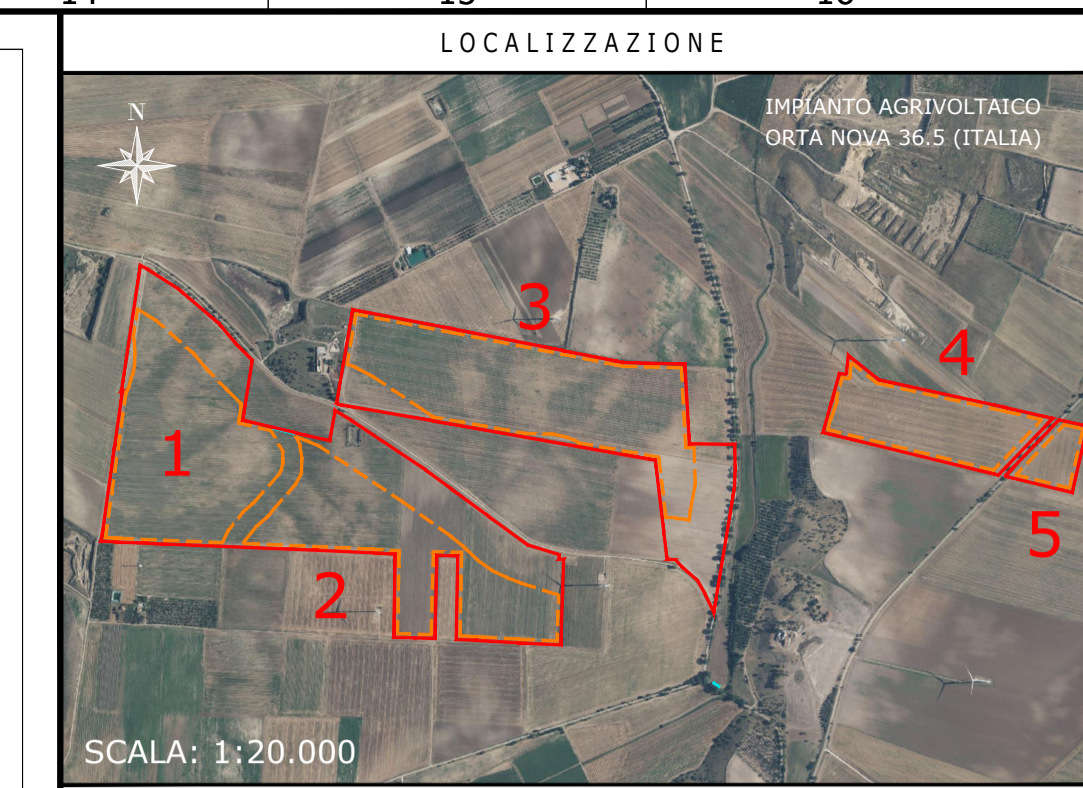 LOCALIZZAZIONE
N
IMPIANTO AGRIVOLTAICO
ORTA NOVA 36.5 (ITALIA)
3
4
1
5
2
SCALA: 1:20.000